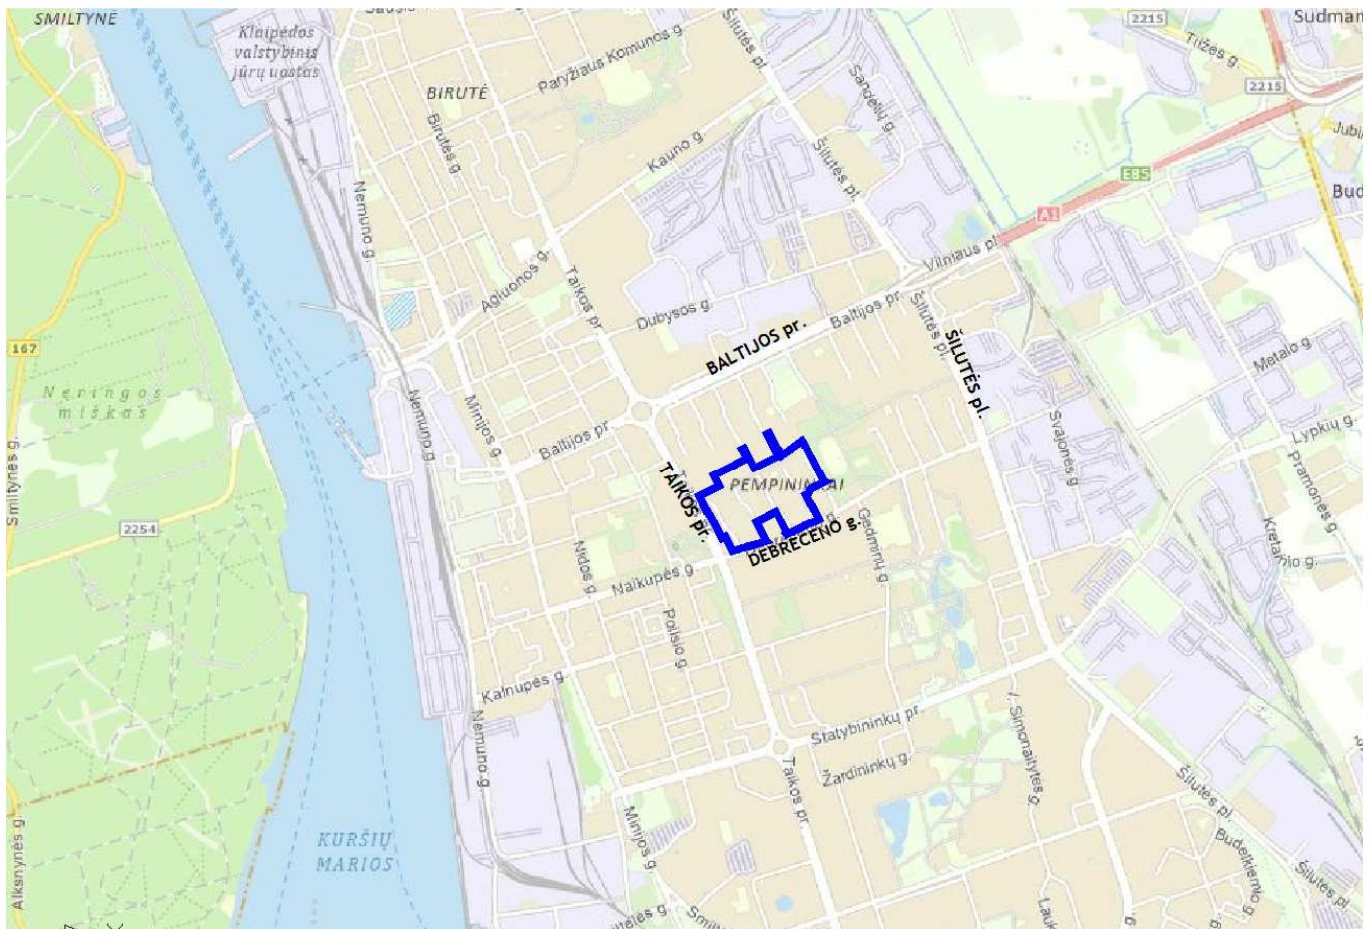 SMILTYNĖ
Klaipėdos
valstybinis
jūrų uostas
BIRUTĖ
Paryžiaus Komunos g.
Šilutės pl.
2215
Sudman
Tilžės g.
2215
Sandėlių g.
Birutės g.
Kauno g.
Šilutės pl.
Jubil
E85
Bud
A1
Nemuno g.
Vilniaus pl.
Agluonos g.
Taikos pr.
Dubysos g.
Baltijos pr.
Šilutės pl.
ŠILUTĖS pl.
BALTIJOS pr.
167
Neringos
miškas
Metalo g.
Nemuno g.
Minijos g.
Baltijos pr.
Svajonės g.
Lypkių g.
Smiltynės g.
TAIKOS pr.
PEMPININKAI
Pramonės g.
2254
DEBRECENO g.
Gedminų g.
Kretainio g.
Nidos g.
Naikupės g.
Poilsio g.
Kalnupės g.
Nemuno g.
Statybininkų pr.
I. Simonaitytės g.
Žardininkų g.
Taikos pr.
Šilutės pl.
Minijos g.
KURŠIŲ
MARIOS
Alksnynės g.
Budelkiemio g.
Šilutės pl.